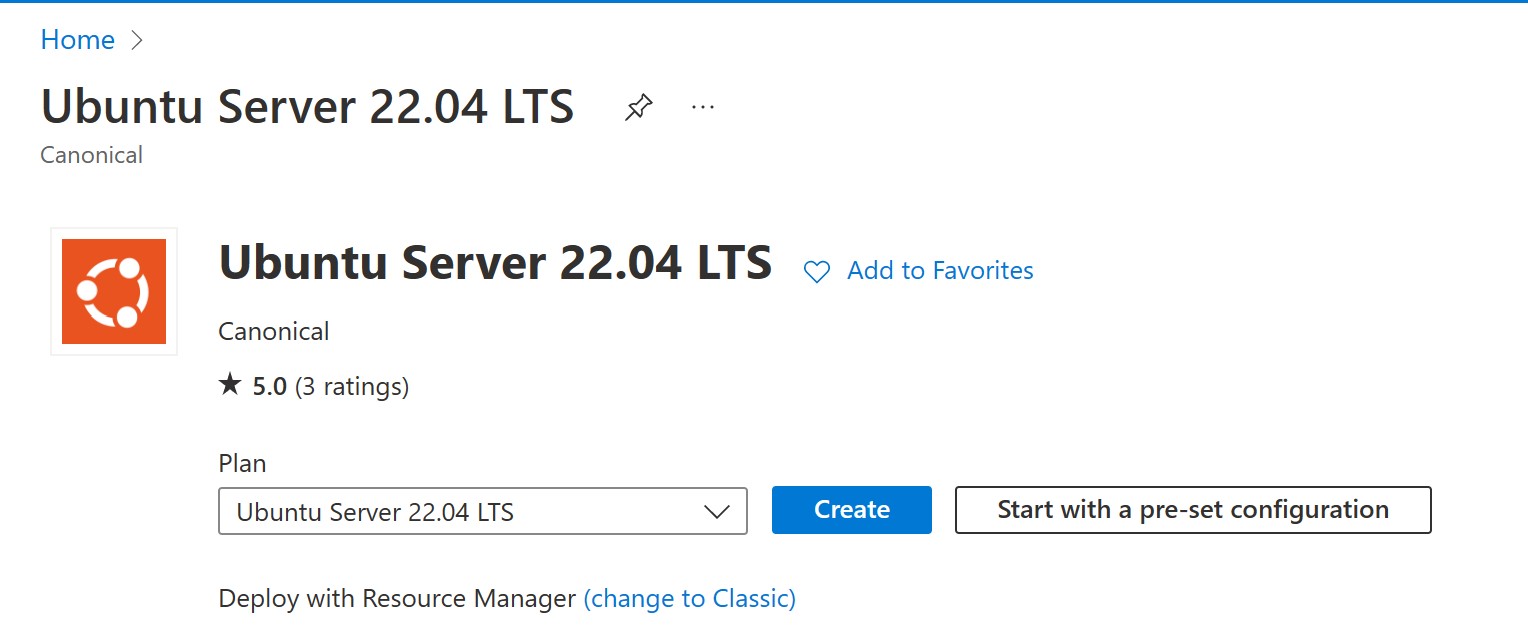 Home
Ubuntu Server 22.04 LTS
Canonical
Ubuntu Server 22.04 LTS
Add to Favorites
Canonical
5.0 (3 ratings)
Plan
Ubuntu Server 22.04 LTS
Create
Start with a pre-set configuration
Deploy with Resource Manager (change to Classic)